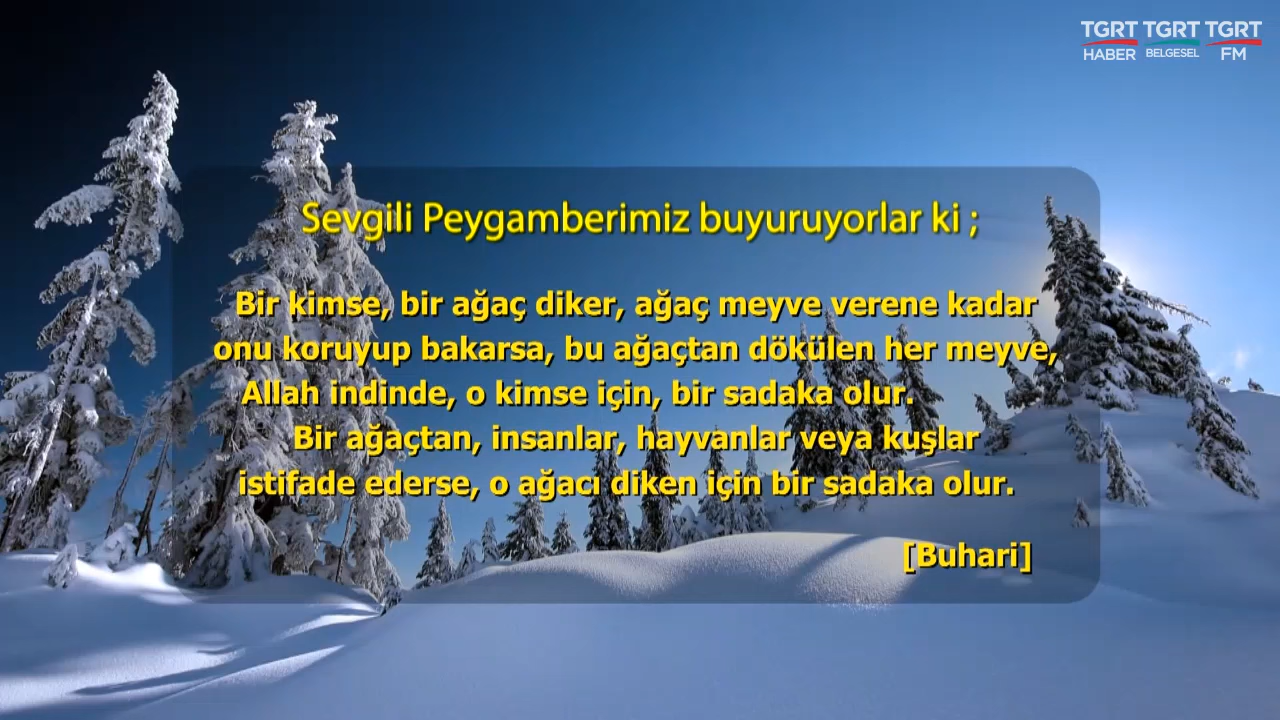 TGRT TGRT TGRT
HABER BELGESEL FM
Sevgili Peygamberimiz buyuruyorlar ki ;
Bir kimse, bir ağaç diker, ağaç meyve verene kadar
onu koruyup bakarsa, bu ağaçtan dökülen her meyve,
Allah indinde, o kimse için, bir sadaka olur.
Bir ağaçtan, insanlar, hayvanlar veya kuşlar
istifade ederse, o ağacı diken için bir sadaka olur.
[Buhari]